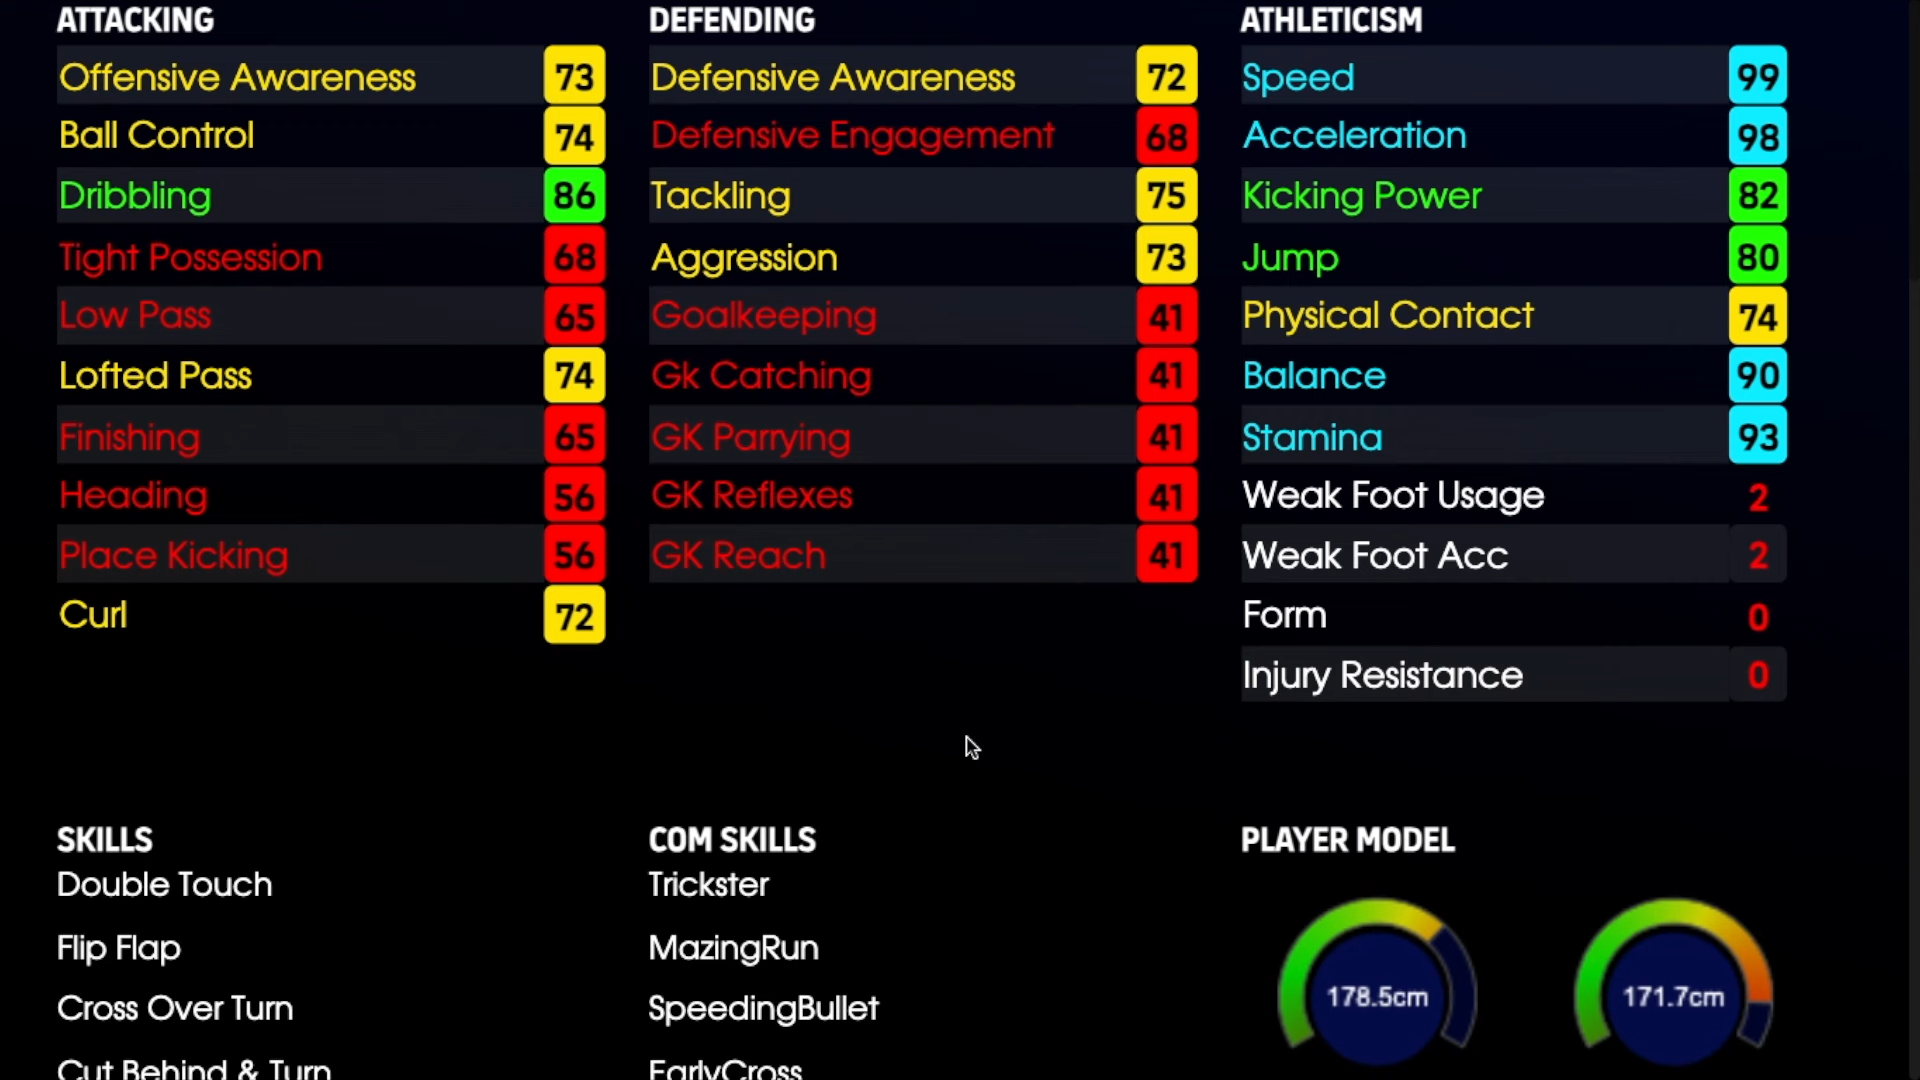 ATTACKING
Offensive Awareness 73
Ball Control 74
Dribbling 86
Tight Possession 68
Low Pass 65
Lofted Pass 74
Finishing 65
Heading 56
Place Kicking 56
Curl 72
DEFENDING
Defensive Awareness 72
Defensive Engagement 68
Tackling 75
Aggression 73
Goalkeeping 41
Gk Catching 41
GK Parrying 41
GK Reflexes 41
GK Reach 41
ATHLETICISM
Speed 99
Acceleration 98
Kicking Power 82
Jump 80
Physical Contact 74
Balance 90
Stamina 93
Weak Foot Usage 2
Weak Foot Acc 2
Form 0
Injury Resistance 0
SKILLS
Double Touch
Flip Flap
Cross Over Turn
Cut Behind & Turn
COM SKILLS
Trickster
MazingRun
SpeedingBullet
EarlyCross
PLAYER MODEL
178.5cm
171.7cm